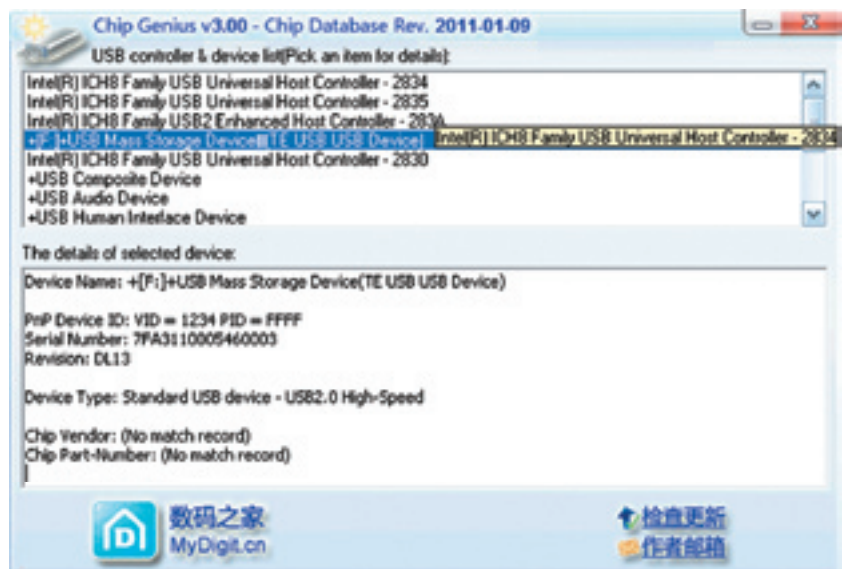 Chip Genius v3.00 - Chip Database Rev. 2011-01-09
USB controller & device list(Pick an item for details):
Intel(R) ICH8 Family USB Universal Host Controller - 2834
Intel(R) ICH8 Family USB Universal Host Controller - 2835
Intel(R) ICH8 Family USB2 Enhanced Host Controller - 283A
+[F:]+USB Mass Storage Device(TE USB USB Device)
Intel(R) ICH8 Family USB Universal Host Controller - 2834
Intel(R) ICH8 Family USB Universal Host Controller - 2830
+USB Composite Device
+USB Audio Device
+USB Human Interface Device
The details of selected device:
Device Name: +[F:]+USB Mass Storage Device(TE USB USB Device)
PnP Device ID: VID = 1234 PID = FFFF
Serial Number: 7FA3110005460003
Revision: DL13
Device Type: Standard USB device - USB2.0 High-Speed
Chip Vendor: (No match record)
Chip Part-Number: (No match record)
数码之家
MyDigit.cn
检查更新
作者邮箱